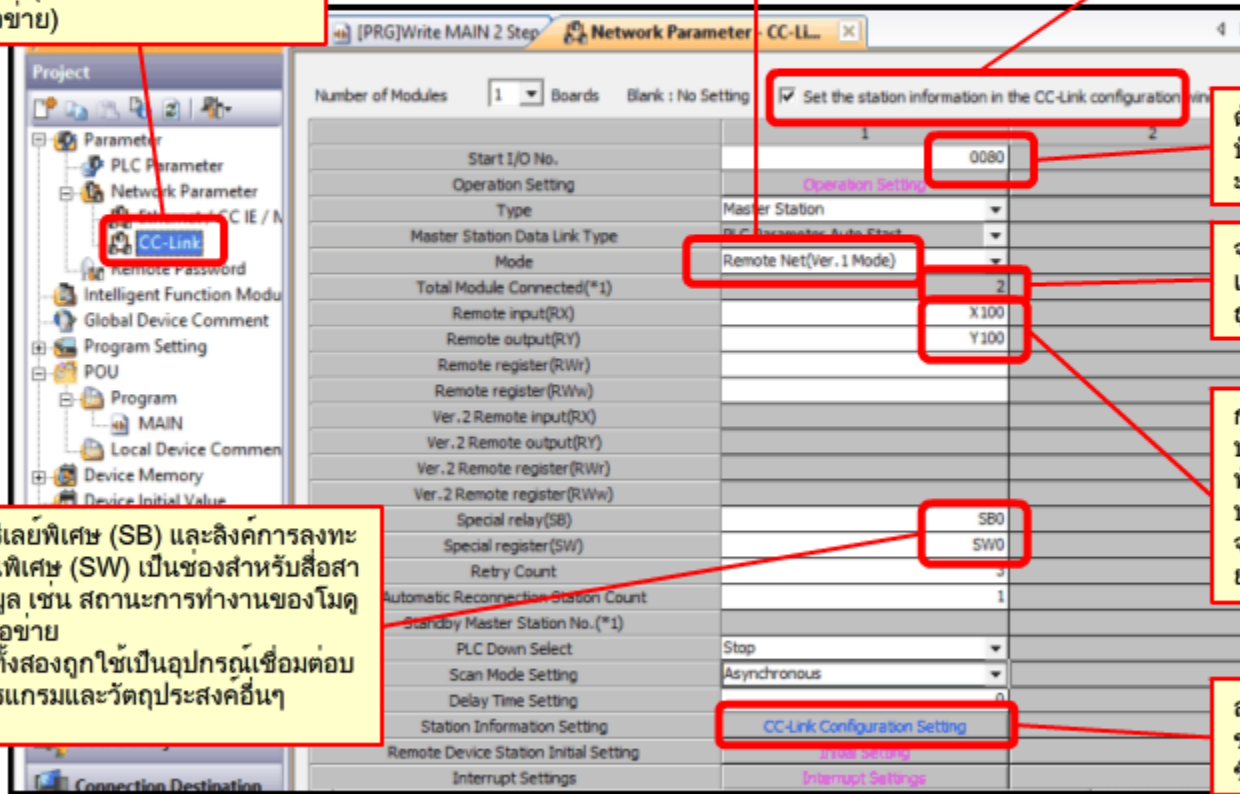 อข่าย)
[PRG]Write MAIN 2 Step
Network Parameter - CC-Li...
Project
Number of Modules 1 Boards Blank : No Setting Set the station information in the CC-Link configuration
1 2
Parameter
PLC Parameter
Network Parameter
Ethernet / CC IE / N
CC-Link
Remote Password
Intelligent Function Modu
Global Device Comment
Program Setting
POU
Program
MAIN
Local Device Commen
Device Memory
Device Initial Value
Start I/O No. 0080
Operation Setting Operation Setting
Type Master Station
Master Station Data Link Type PLC Parameter Auto Start
Mode Remote Net(Ver.1 Mode)
Total Module Connected(*1) 2
Remote input(RX) X100
Remote output(RY) Y100
Remote register(RWr)
Remote register(RWw)
Ver.2 Remote input(RX)
Ver.2 Remote output(RY)
Ver.2 Remote register(RWr)
Ver.2 Remote register(RWw)
Special relay(SB) SB0
Special register(SW) SW0
Retry Count 3
Automatic Reconnection Station Count 1
Standby Master Station No.(*1)
PLC Down Select Stop
Scan Mode Setting Asynchronous
Delay Time Setting 0
Station Information Setting CC-Link Configuration Setting
Remote Device Station Initial Setting Initial Setting
Interrupt Settings Interrupt Settings
รีเลย์พิเศษ (SB) และลิงค์การลงทะ
นพิเศษ (SW) เป็นช่องสำหรับสื่อสา
มูล เช่น สถานะการทำงานของโมดู
อข่าย
ทั้งสองถูกใช้เป็นอุปกรณ์เชื่อมต่อบ
รแกรมและวัตถุประสงค์อื่นๆ
Connection Destination